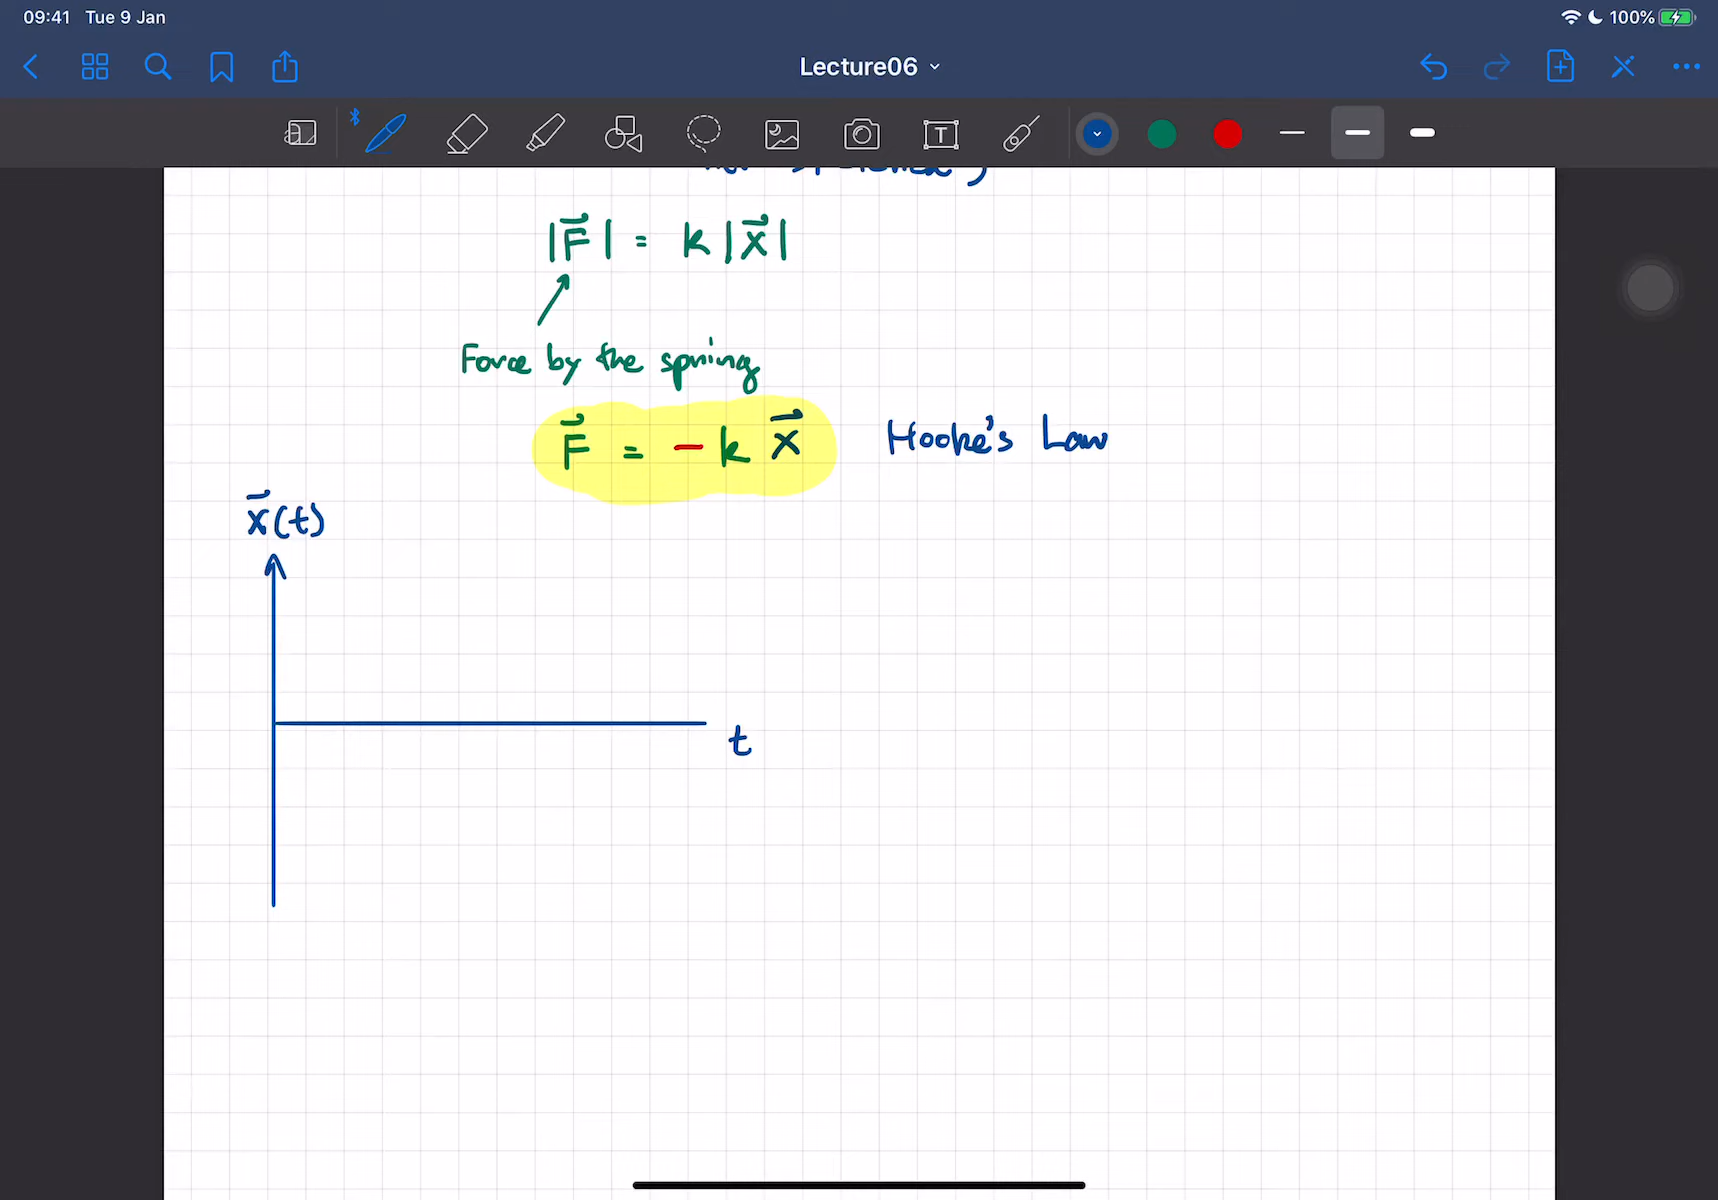 09:41 Tue 9 Jan 100%
Lecture06
|F⃗| = k|x⃗|
Force by the spring
F⃗ = - k x⃗ Hooke's Law
x⃗(t)
t